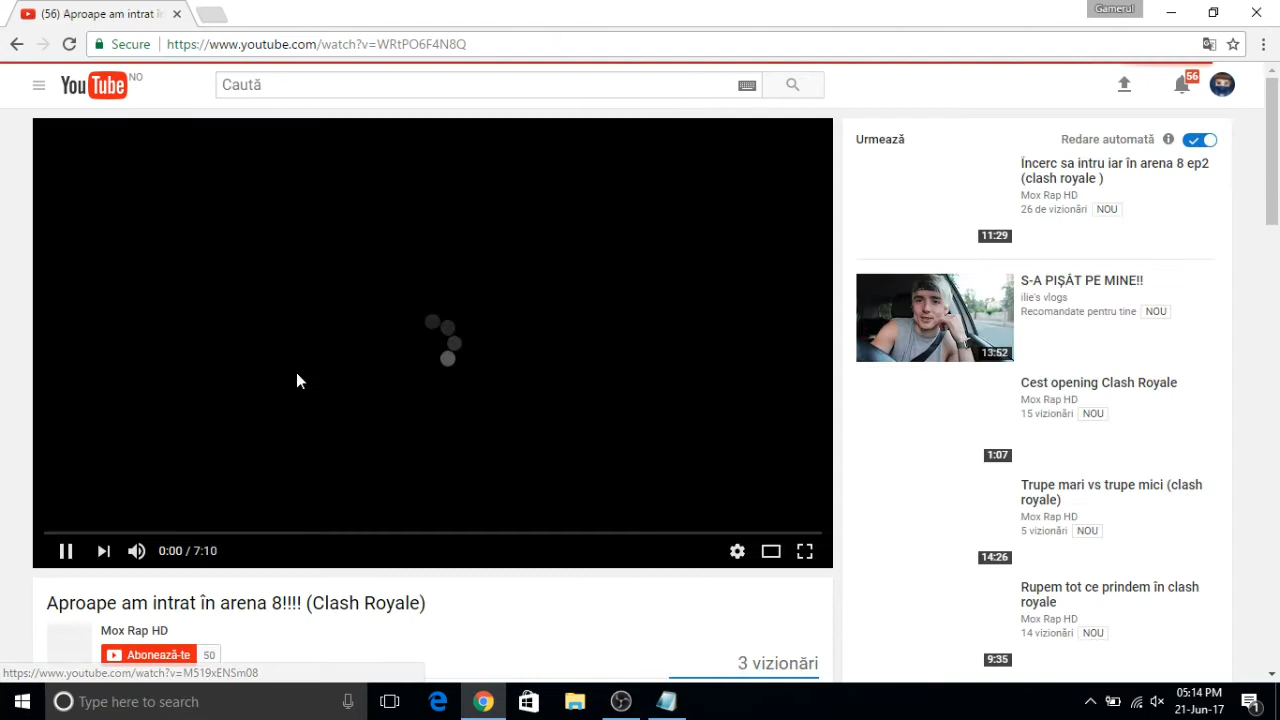 (56) Aproape am intrat în
Gamerul
Secure
https://www.youtube.com/watch?v=WRtPO6F4N8Q
YouTube NO
Caută
56
Urmează
Redare automată
Încerc sa intru iar în arena 8 ep2
(clash royale )
Mox Rap HD
26 de vizionări NOU
11:29
S-A PIȘAT PE MINE!!
ilie's vlogs
Recomandate pentru tine NOU
13:52
Cest opening Clash Royale
Mox Rap HD
15 vizionări NOU
1:07
Trupe mari vs trupe mici (clash
royale)
Mox Rap HD
5 vizionări NOU
14:26
Rupem tot ce prindem în clash
royale
Mox Rap HD
14 vizionări NOU
9:35
0:00 / 7:10
Aproape am intrat în arena 8!!!! (Clash Royale)
Mox Rap HD
Abonează-te 50
3 vizionări
https://www.youtube.com/watch?v=M519xENSm08
Type here to search
05:14 PM
21-Jun-17
1